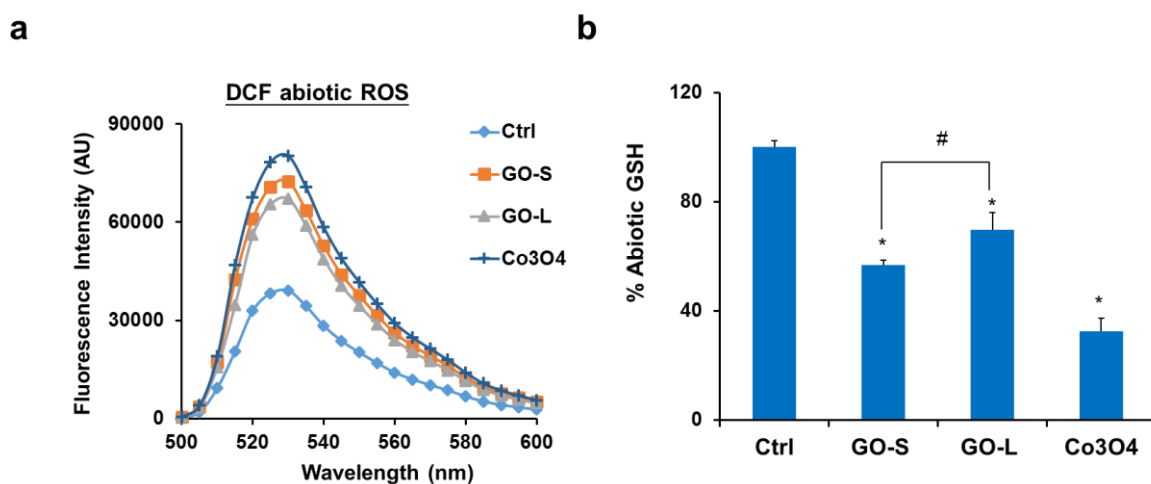 a
DCF abiotic ROS
Fluorescence Intensity (AU)
90000
60000
30000
0
500 520 540 560 580 600
Wavelength (nm)
Ctrl
GO-S
GO-L
Co3O4
b
% Abiotic GSH
120
80
40
0
#
*
*
*
Ctrl GO-S GO-L Co3O4